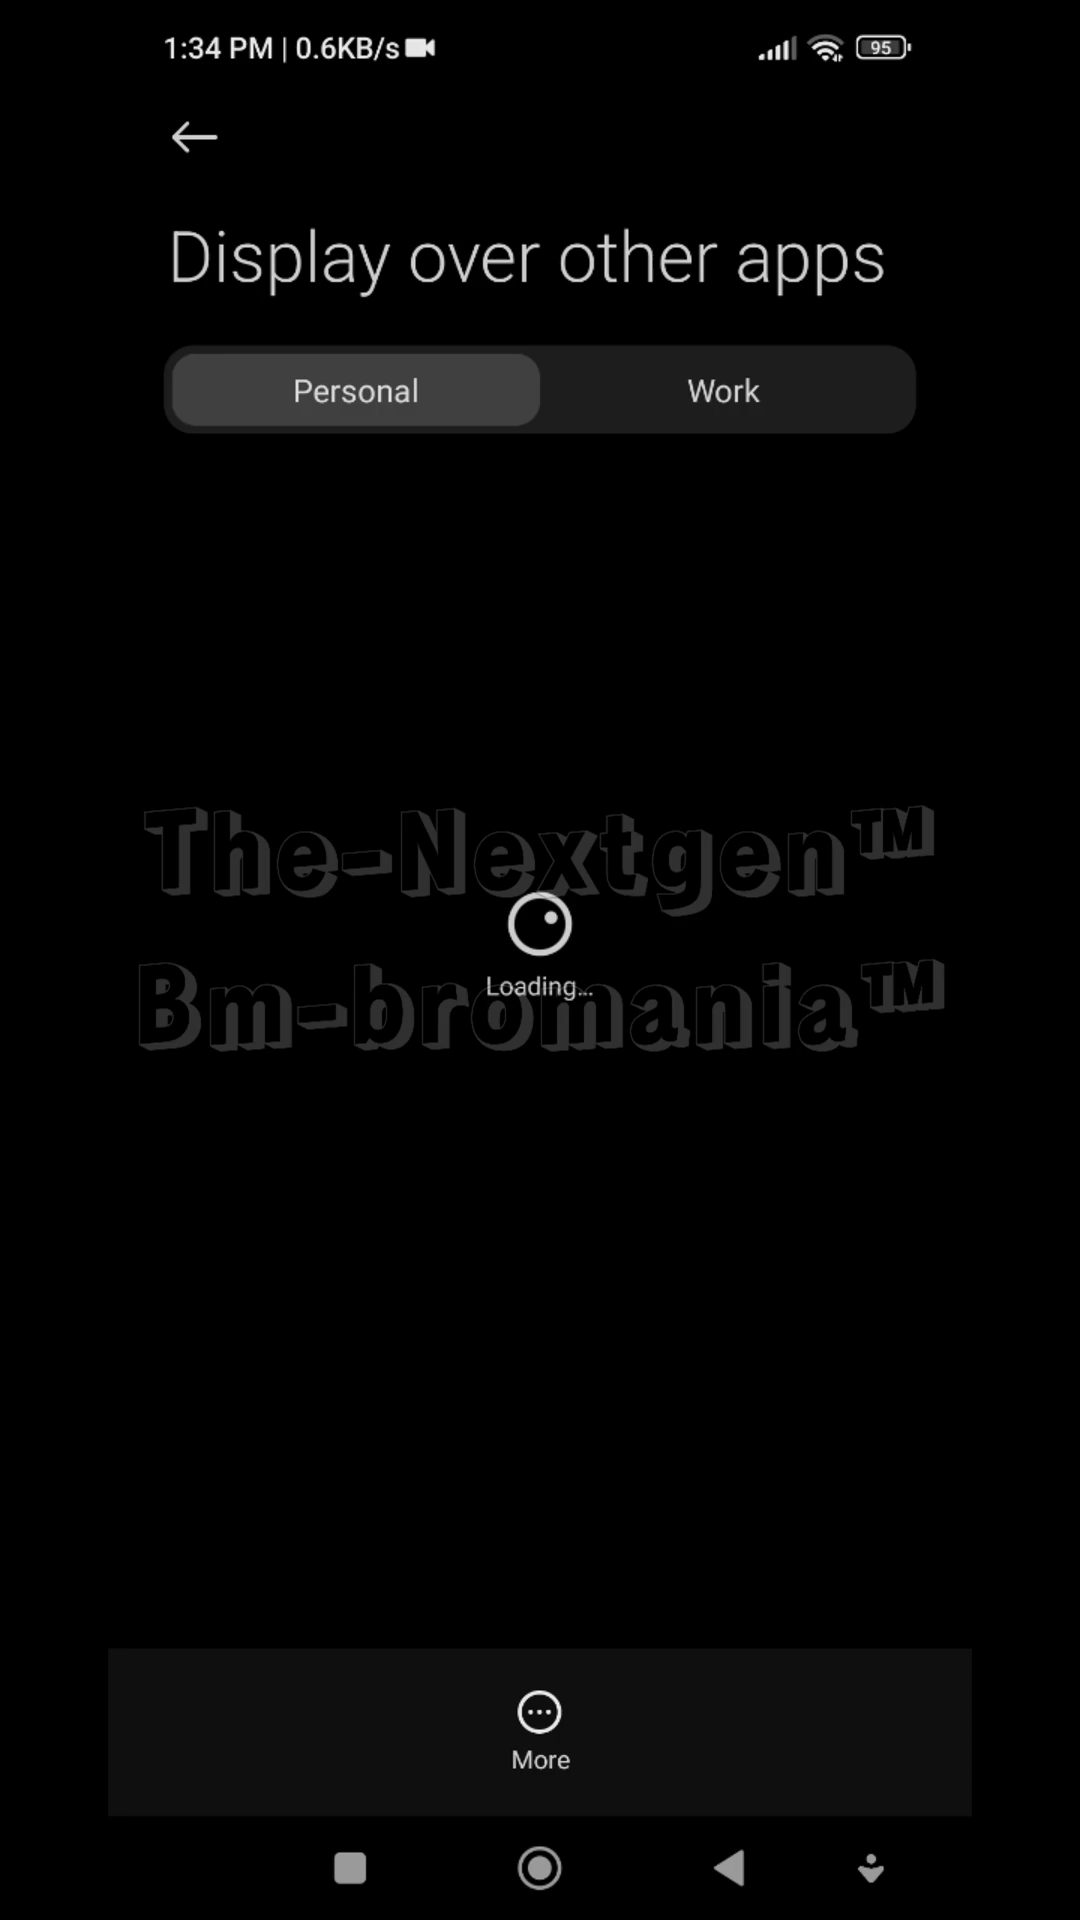 1:34 PM | 0.6KB/s
95
Display over other apps
Personal
Work
The-Nextgen™
Loading...
Bm-bromania™
More